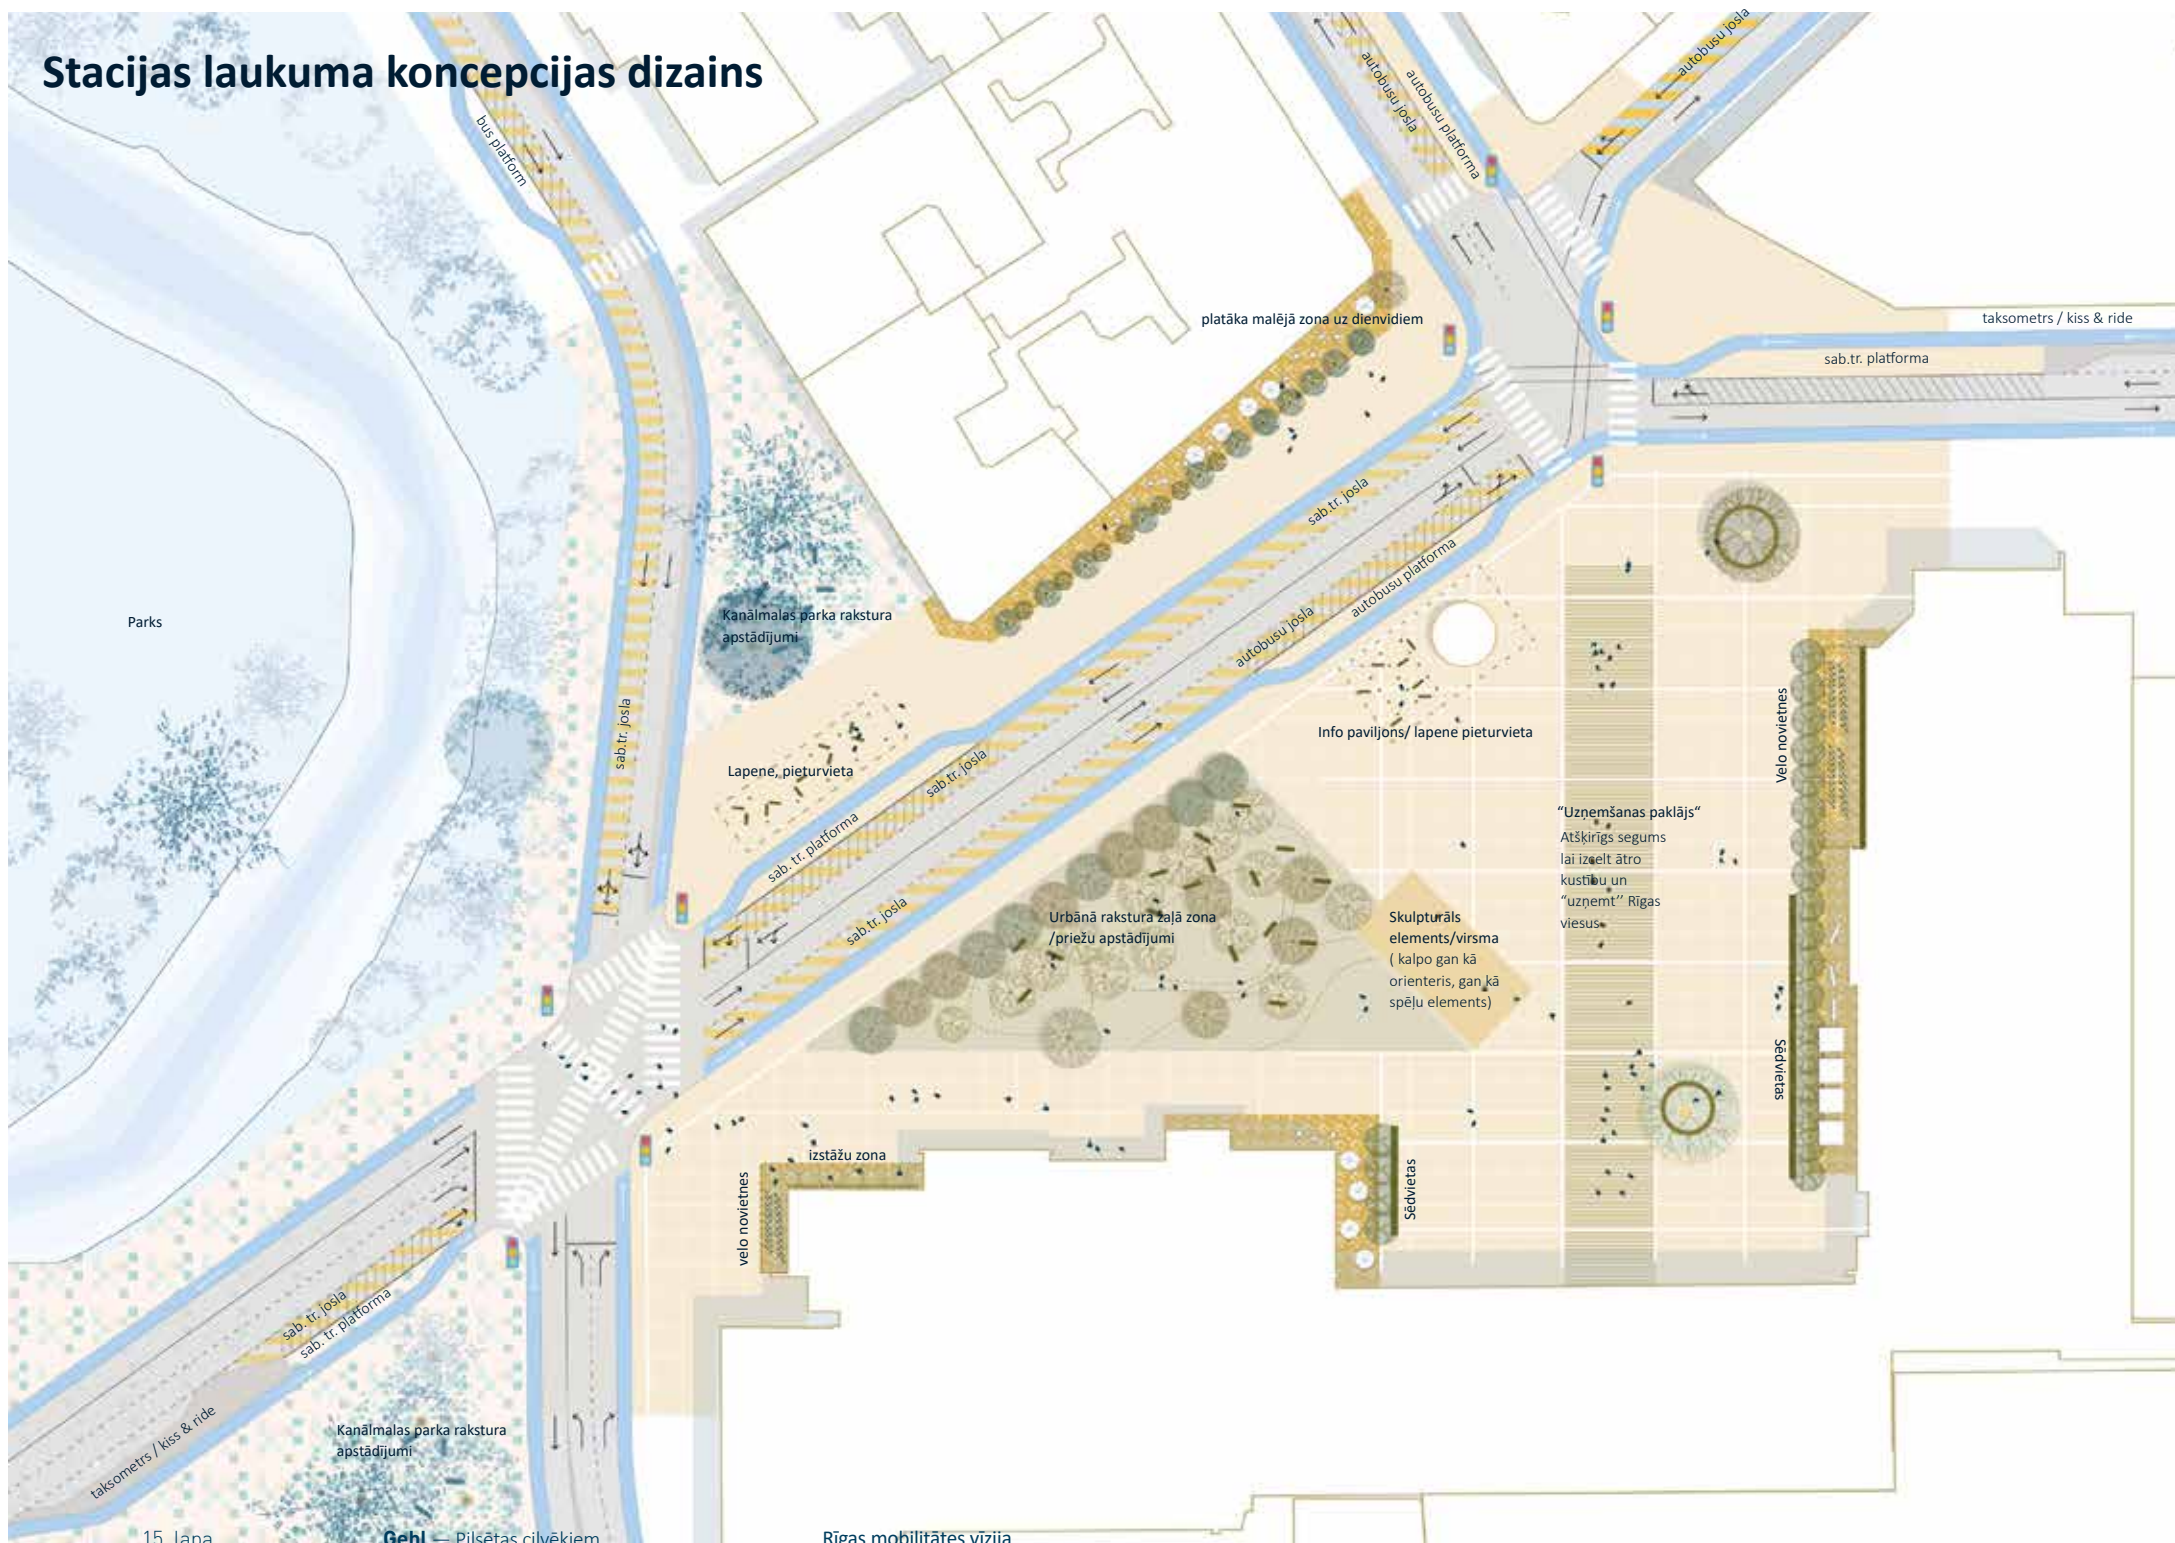 Stacijas laukuma koncepcijas dizains
bus platform
autobusu josla
autobusu platforma
autobusu josla
platāka malējā zona uz dienvidiem
taksometrs / kiss & ride
sab.tr. platforma
sab.tr. josla
autobusu platforma
autobusu josla
Parks
Kanālmalas parka rakstura
apstādījumi
sab.tr. josla
Lapene, pieturvieta
sab.tr. josla
sab. tr. platforma
sab.tr. josla
Info paviljons/ lapene pieturvieta
Velo novietnes
"Uzņemšanas paklājs"
Atšķirīgs segums
lai izcelt ātro
kustību un
"uzņemt'' Rīgas
viesus
Urbānā rakstura zaļā zona
/priežu apstādījumi
Skulpturāls
elements/virsma
( kalpo gan kā
orenteris, gan kā
spēļu elements)
Sēdvietas
izstāžu zona
velo novietnes
Sēdvietas
sab. tr. josla
sab. tr. platforma
taksometrs / kiss & ride
Kanālmalas parka rakstura
apstādījumi
15. lapa
Gehl — Pilsētas cilvēkiem
Rīgas mobilitātes vīzija